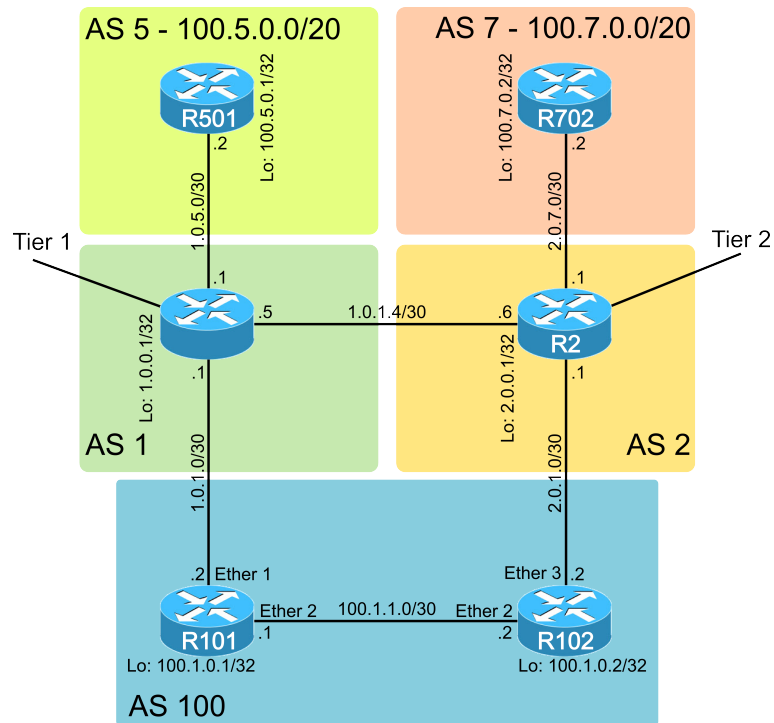 AS 5 - 100.5.0.0/20
AS 7 - 100.7.0.0/20
R501
Lo: 100.5.0.1/32
.2
Lo: 100.7.0.2/32
R702
.2
1.0.5.0/30
2.0.7.0/30
Tier 1
Tier 2
.1
.1
.5
1.0.1.4/30
.6
R2
Lo: 1.0.0.1/32
Lo: 2.0.0.1/32
.1
.1
AS 1
AS 2
1.0.1.0/30
2.0.1.0/30
.2
Ether 1
Ether 3
.2
R101
Ether 2
100.1.1.0/30
Ether 2
R102
.1
.2
Lo: 100.1.0.1/32
Lo: 100.1.0.2/32
AS 100